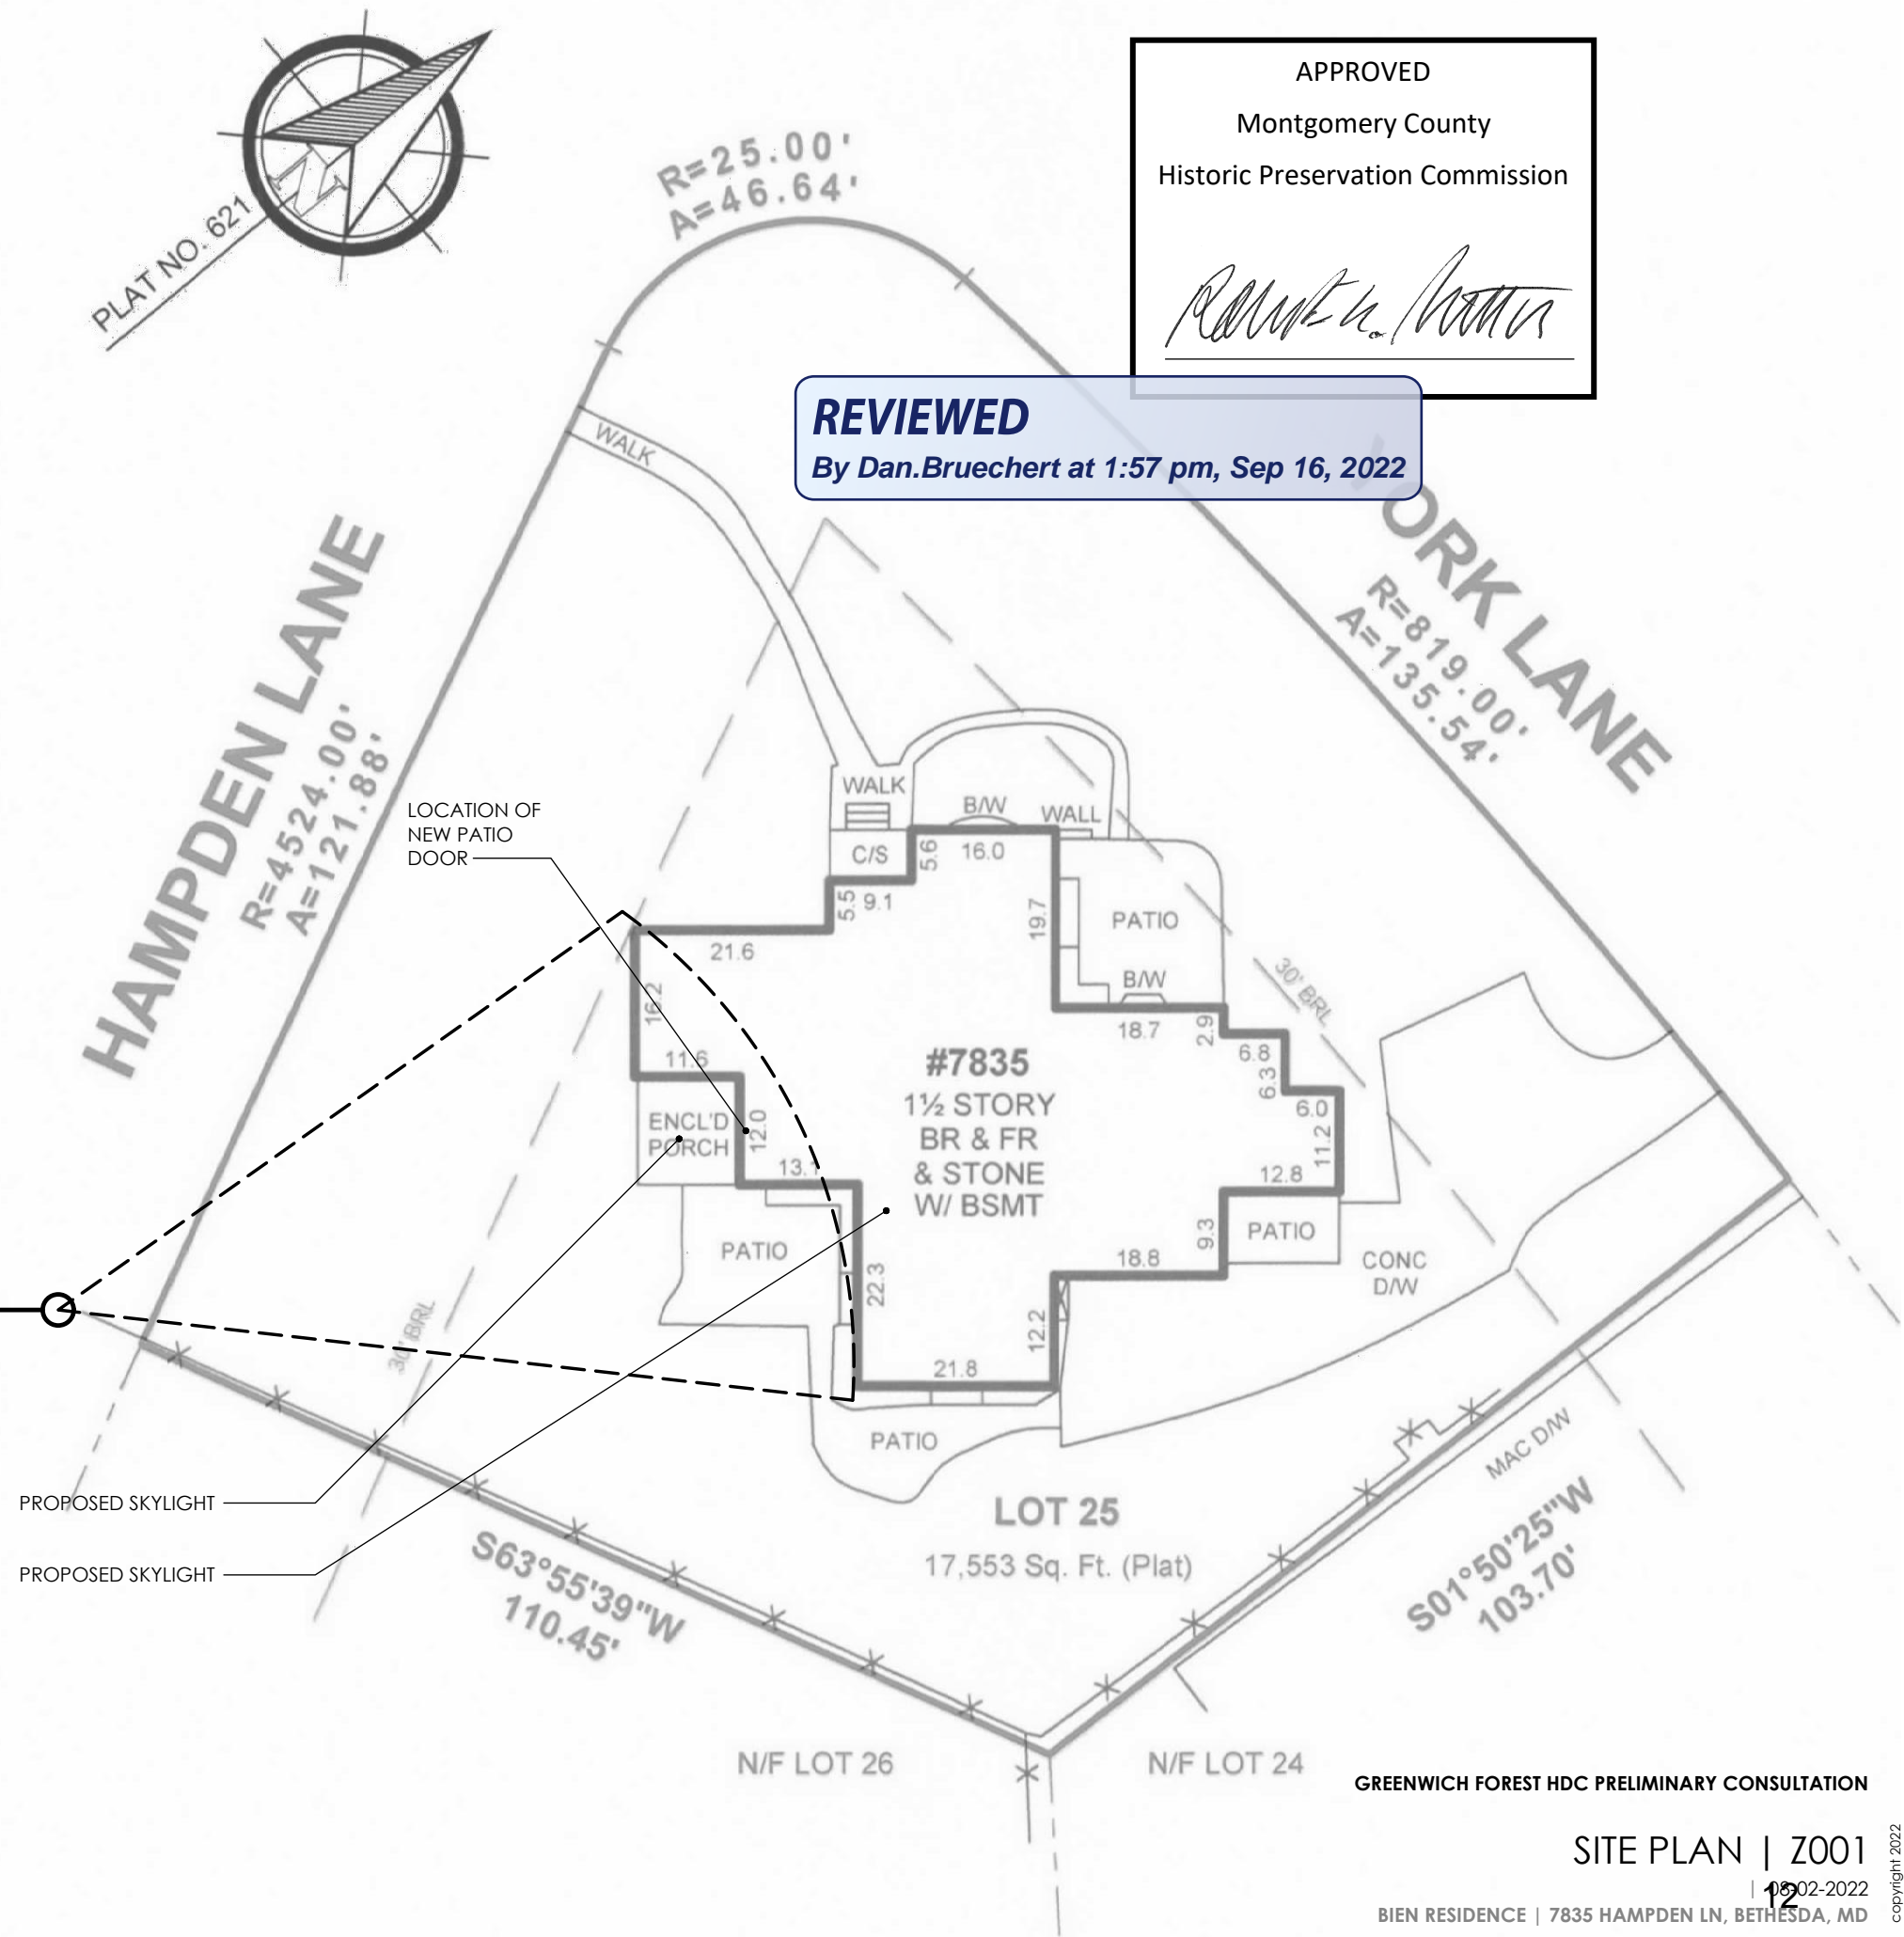 N
PLAT NO. 621
R=25.00'
A=46.64'
APPROVED
Montgomery County
Historic Preservation Commission
REVIEWED
By Dan.Bruechert at 1:57 pm, Sep 16, 2022
WALK
HAMPDEN LANE
R=4524.00'
A=121.88'
YORK LANE
R=819.00'
A=135.54'
LOCATION OF
NEW PATIO
DOOR
WALK
B/W
WALL
C/S
5.6
16.0
5.5
9.1
19.7
PATIO
21.6
B/W
30' BRL
16.2
18.7
2.9
11.6
#7835
1½ STORY
BR & FR
& STONE
W/ BSMT
6.8
6.3
6.0
ENCL'D
PORCH
12.0
11.2
13.1
12.8
PATIO
9.3
PATIO
22.3
18.8
CONC
D/W
30' BRL
12.2
21.8
PATIO
MAC D/W
PROPOSED SKYLIGHT
PROPOSED SKYLIGHT
LOT 25
17,553 Sq. Ft. (Plat)
S63°55'39"W
110.45'
S01°50'25"W
103.70'
N/F LOT 26
N/F LOT 24
GREENWICH FOREST HDC PRELIMINARY CONSULTATION
SITE PLAN | Z001
| 08-02-2022
12
BIEN RESIDENCE | 7835 HAMPDEN LN, BETHESDA, MD
copyright 2022